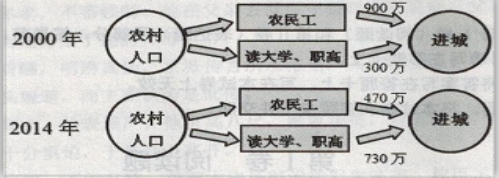 农民工
900 万
2000 年
农村
人口
进城
读大学、职高
300 万
农民工
470 万
2014 年
农村
人口
进城
读大学、职高
730 万